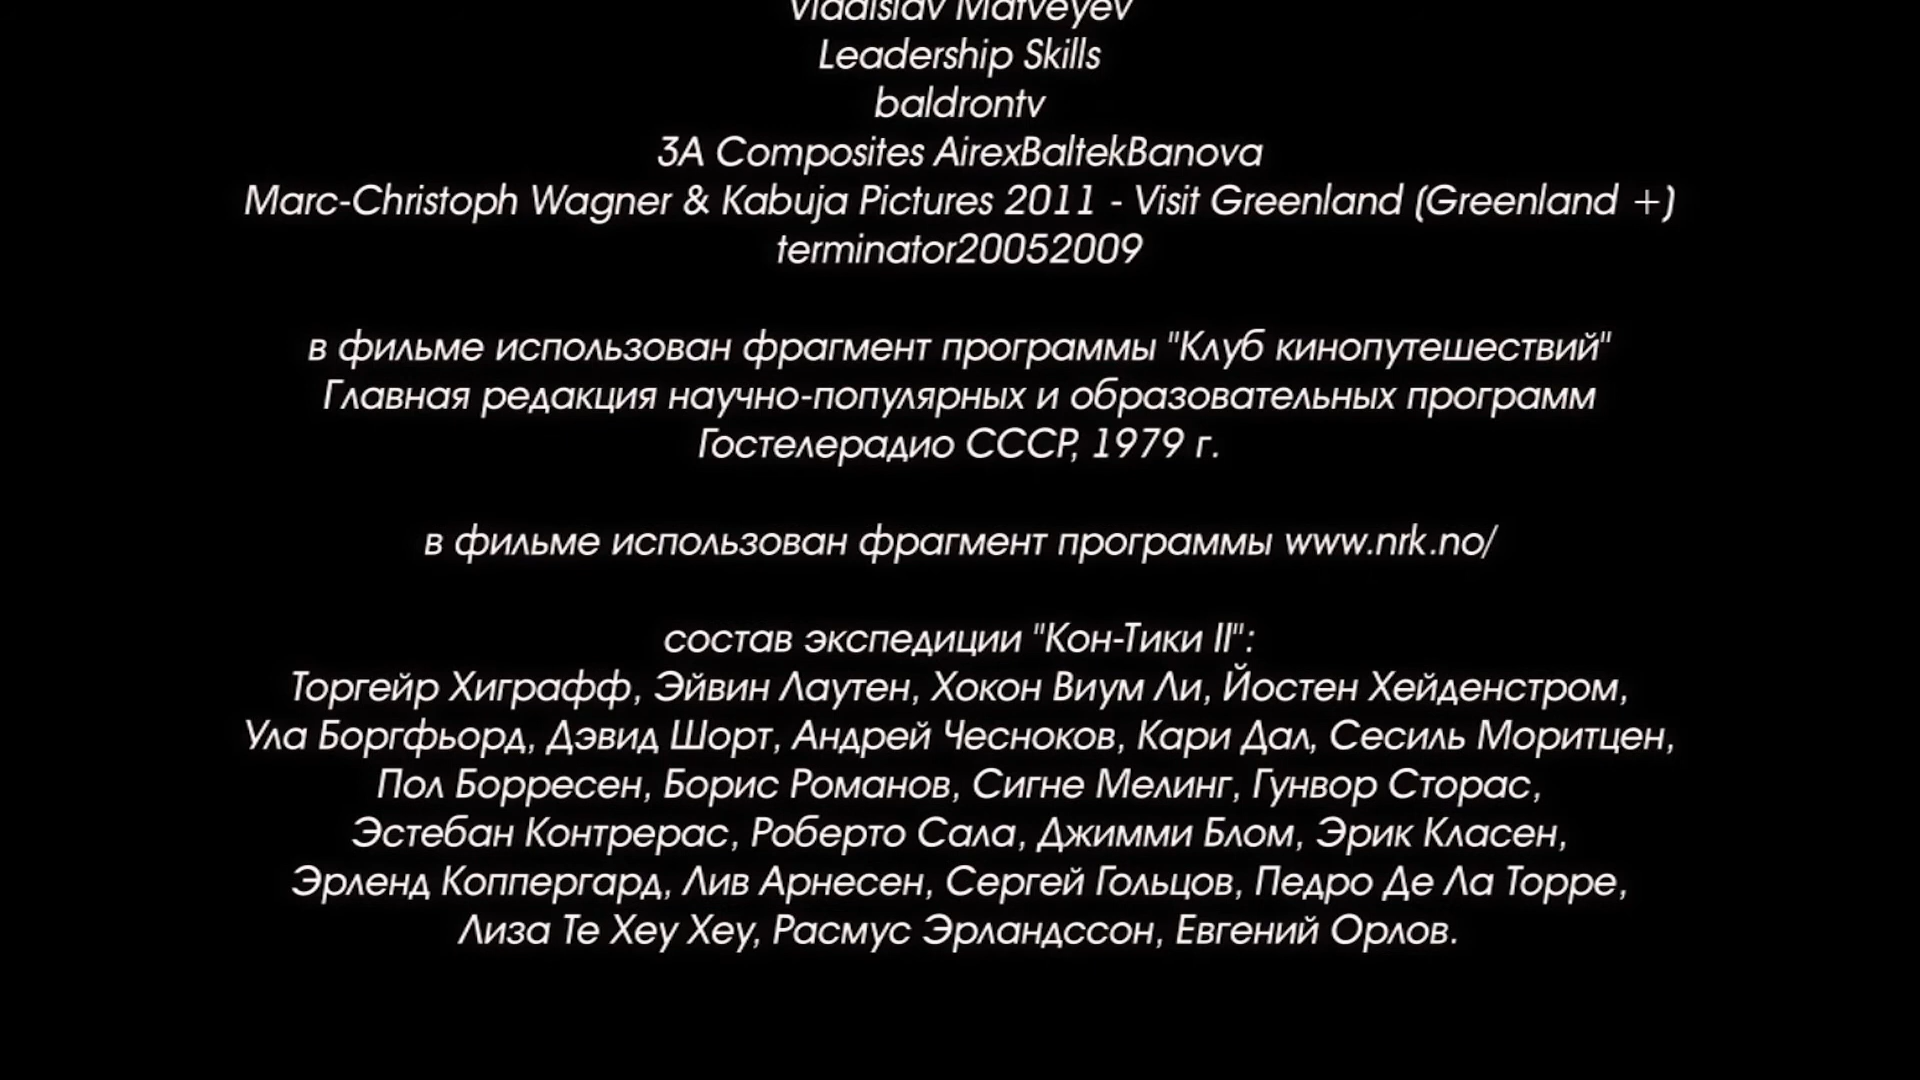 Vladislav Matveyev
Leadership Skills
baldrontv
3A Composites AirexBaltekBanova
Marc-Christoph Wagner & Kabuja Pictures 2011 - Visit Greenland (Greenland +)
terminator20052009
в фильме использован фрагмент программы "Клуб кинопутешествий"
Главная редакция научно-популярных и образовательных программ
Гостелерадио СССР, 1979 г.
в фильме использован фрагмент программы www.nrk.no/
состав экспедиции "Кон-Тики II":
Торгейр Хиграфф, Эйвин Лаутен, Хокон Виум Ли, Йостен Хейденстром,
Ула Боргфьорд, Дэвид Шорт, Андрей Чесноков, Кари Дал, Сесиль Моритцен,
Пол Борресен, Борис Романов, Сигне Мелинг, Гунвор Сторас,
Эстебан Контрерас, Роберто Сала, Джимми Блом, Эрик Класен,
Эрленд Коппергард, Лив Арнесен, Сергей Гольцов, Педро Де Ла Торре,
Лиза Те Хеу Хеу, Расмус Эрландссон, Евгений Орлов.